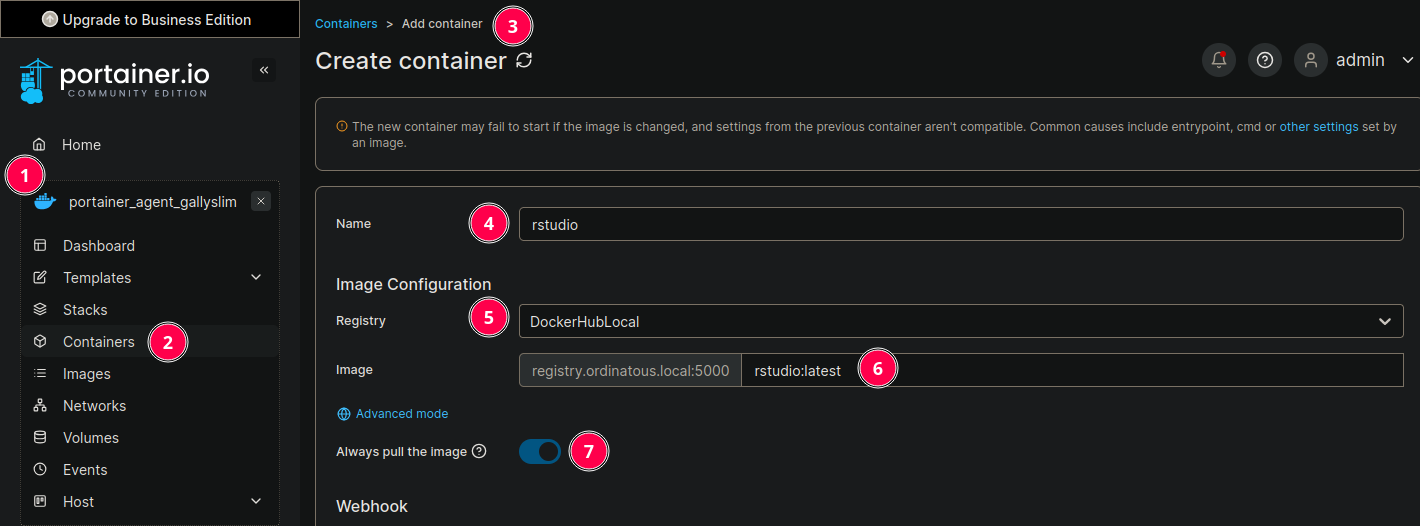 Upgrade to Business Edition
portainer.io
COMMUNITY EDITION
Home
1
portainer_agent_gallyslim
Dashboard
Templates
Stacks
Containers
2
Images
Networks
Volumes
Events
Host
Containers > Add container
3
Create container
admin
The new container may fail to start if the image is changed, and settings from the previous container aren't compatible. Common causes include entrypoint, cmd or other settings set by
an image.
Name
4
rstudio
Image Configuration
Registry
5
DockerHubLocal
Image
registry.ordinatous.local:5000
rstudio:latest
6
Advanced mode
Always pull the image
7
Webhook